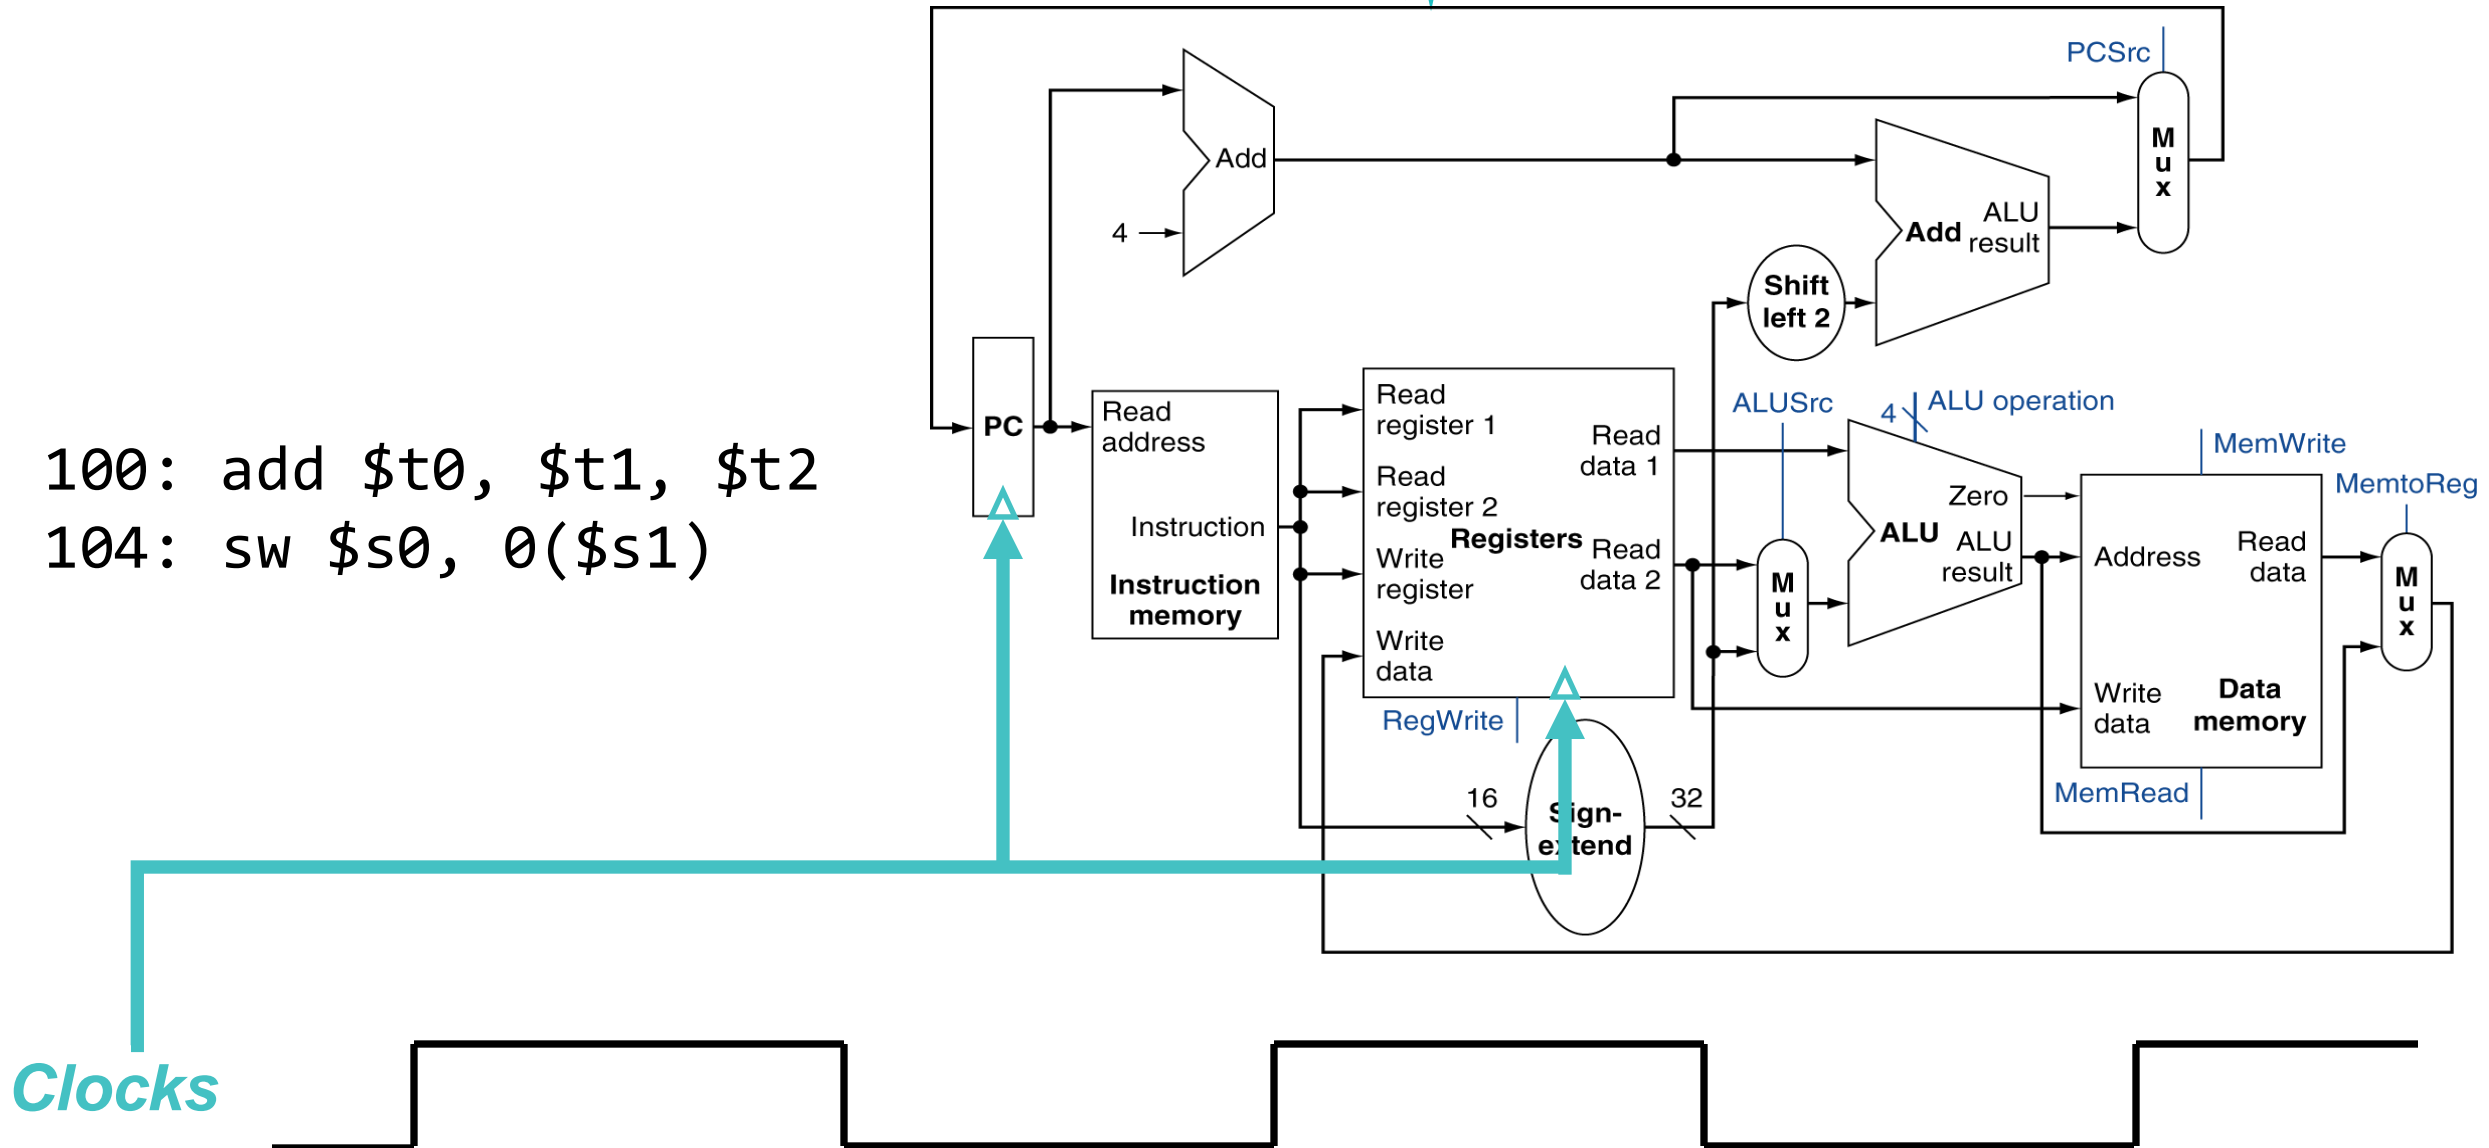 100: add $t0, $t1, $t2
104: sw $s0, 0($s1)
Clocks
PC
Add
4
Read
address
Instruction
Instruction
memory
Read
register 1
Read
register 2
Write
register
Write
data
Registers
Read
data 1
Read
data 2
RegWrite
16
Sign-
extend
32
Shift
left 2
Add
ALU
result
PCSrc
M
u
x
ALUSrc
M
u
x
4
ALU operation
Zero
ALU
ALU
result
MemWrite
Address
Read
data
Write
data
Data
memory
MemRead
MemtoReg
M
u
x